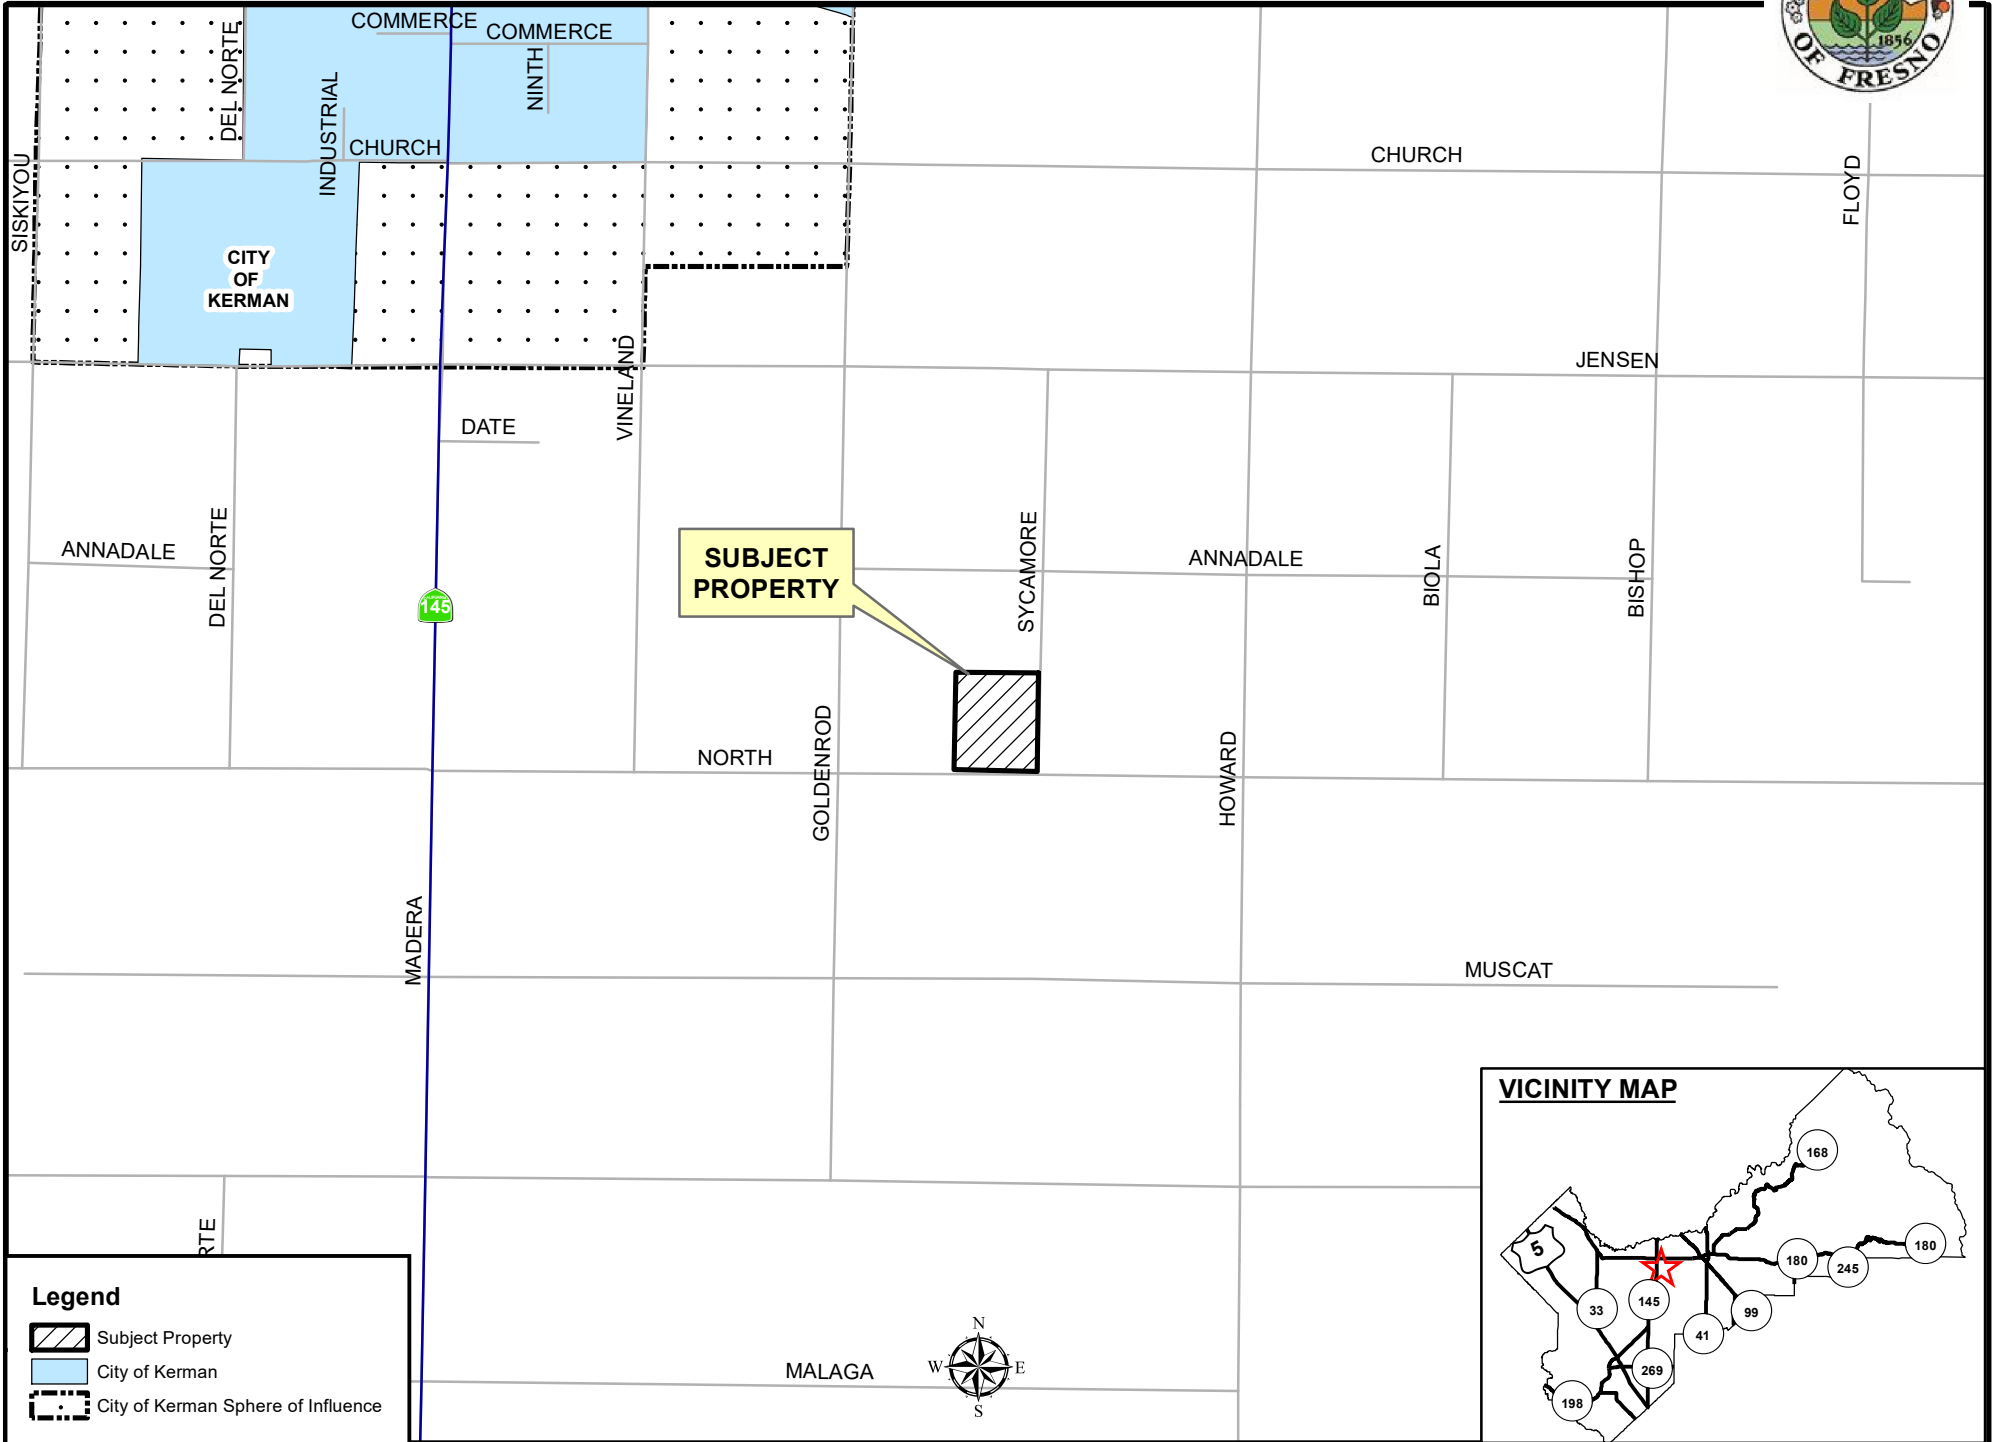 COMMERCE
COMMERCE
DEL NORTE
NINTH
INDUSTRIAL
1856
OF FRESNO
CHURCH
CHURCH
SISKIYOU
FLOYD
CITY
OF
KERMAN
VINELAND
JENSEN
DATE
ANNADALE
DEL NORTE
SUBJECT
PROPERTY
SYCAMORE
ANNADALE
BIOLA
BISHOP
145
GOLDENROD
NORTH
HOWARD
MADERA
MUSCAT
RTE
MALAGA
N
W
E
S
VICINITY MAP
168
5
180
180
245
33
145
99
41
269
198
Legend
Subject Property
City of Kerman
City of Kerman Sphere of Influence